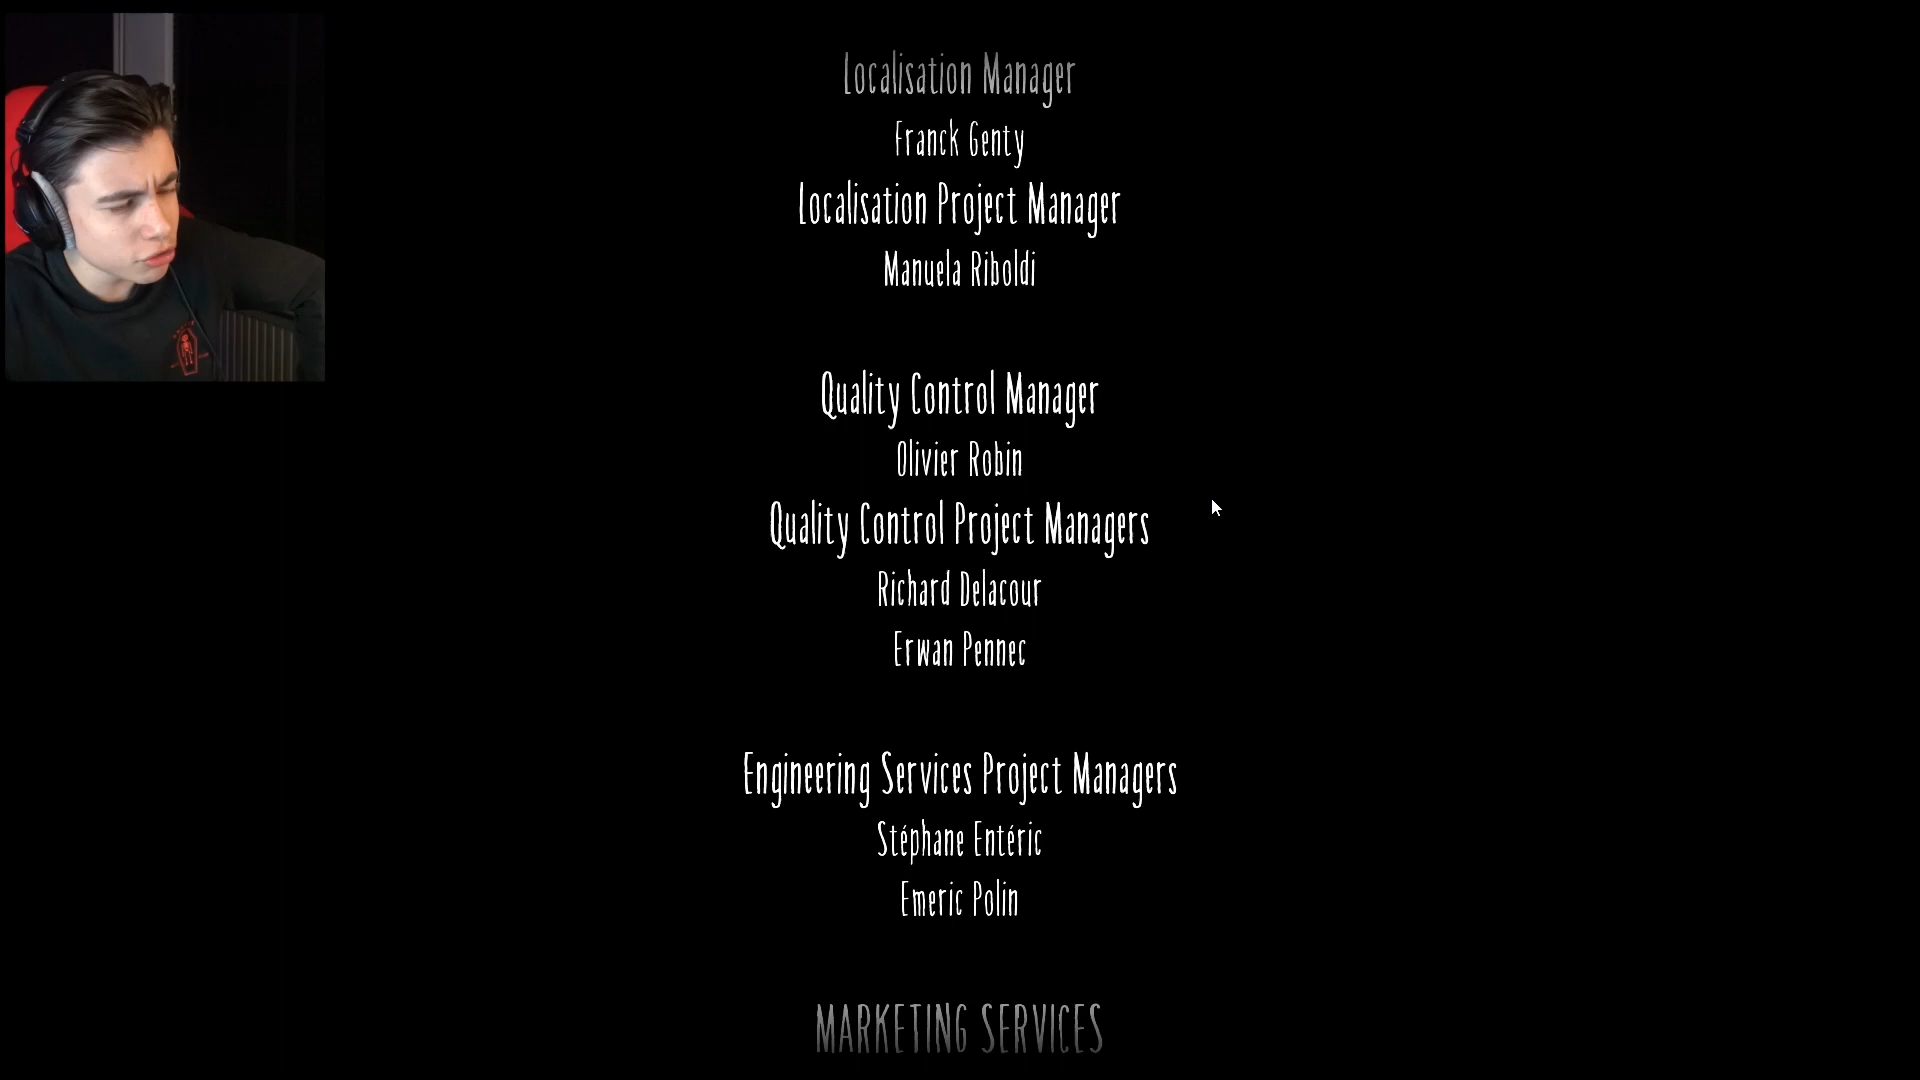 Localisation Manager
Franck Genty
Localisation Project Manager
Manuela Riboldi
Quality Control Manager
Olivier Robin
Quality Control Project Managers
Richard Delacour
Erwan Pennec
Engineering Services Project Managers
Stéphane Entéric
Emeric Polin
MARKETING SERVICES